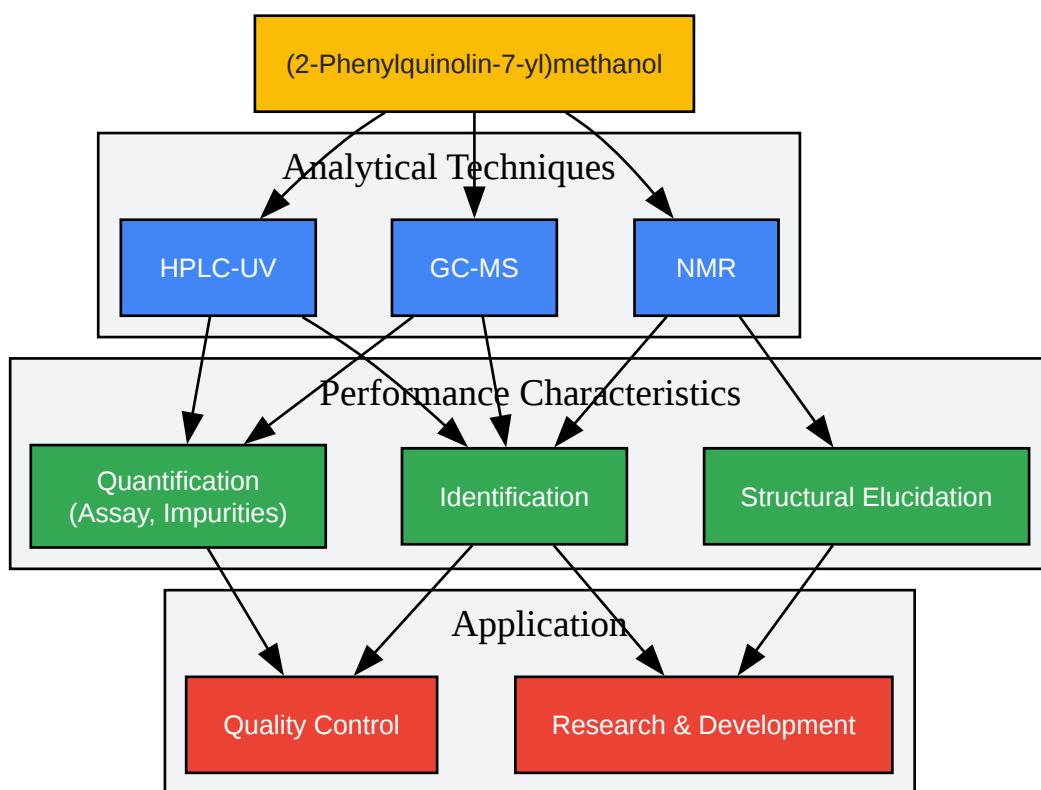 (2-Phenylquinolin-7-yl)methanol
Analytical Techniques
HPLC-UV
GC-MS
NMR
Performance Characteristics
Quantification
(Assay, Impurities)
Identification
Structural Elucidation
Application
Quality Control
Research & Development